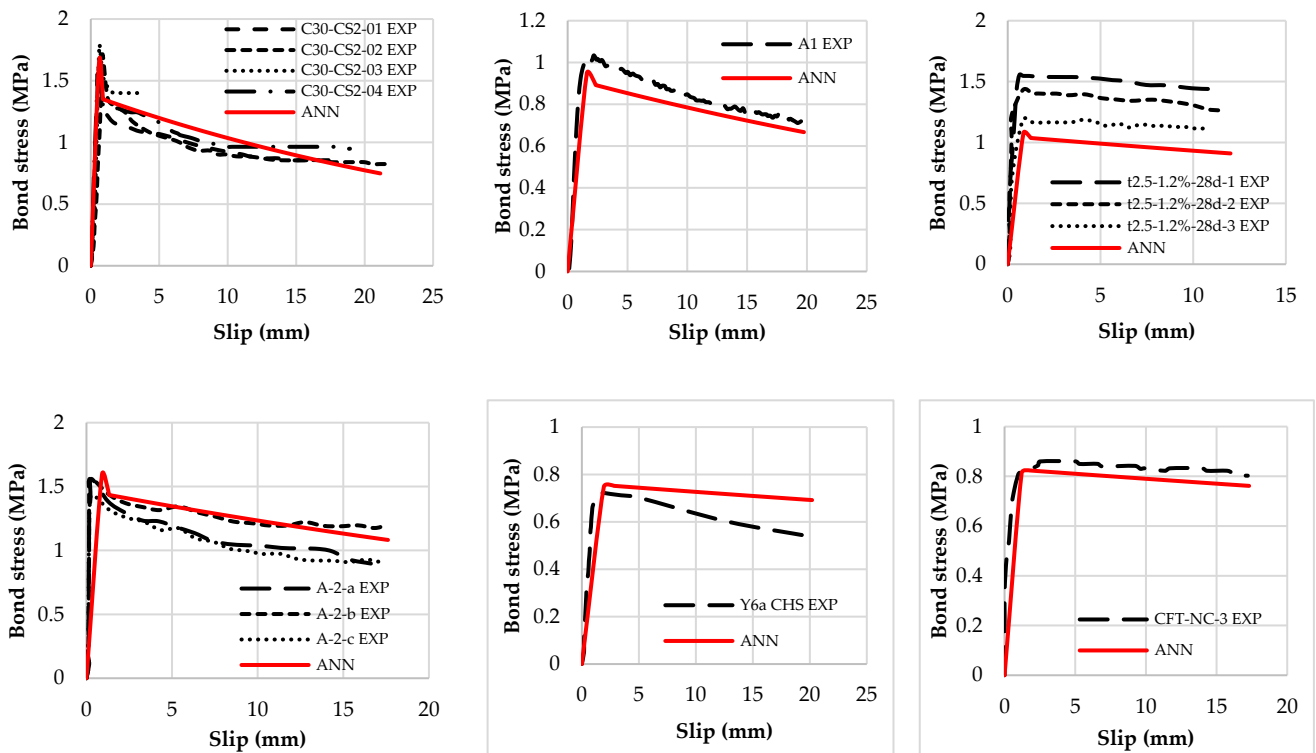 Bond stress (MPa)
2
1.5
1
0.5
0
0 5 10 15 20 25
Slip (mm)
C30-CS2-01 EXP
C30-CS2-02 EXP
C30-CS2-03 EXP
C30-CS2-04 EXP
ANN
Bond stress (MPa)
1.2
1
0.8
0.6
0.4
0.2
0
0 5 10 15 20 25
Slip (mm)
A1 EXP
ANN
Bond stress (MPa)
2
1.5
1
0.5
0
0 5 10 15
Slip (mm)
t2.5-1.2%-28d-1 EXP
t2.5-1.2%-28d-2 EXP
t2.5-1.2%-28d-3 EXP
ANN
Bond stress (MPa)
2
1.5
1
0.5
0
0 5 10 15 20
Slip (mm)
A-2-a EXP
A-2-b EXP
A-2-c EXP
ANN
Bond stress (MPa)
1
0.8
0.6
0.4
0.2
0
0 5 10 15 20 25
Slip (mm)
Y6a CHS EXP
ANN
Bond stress (MPa)
1
0.8
0.6
0.4
0.2
0
0 5 10 15 20
Slip (mm)
CFT-NC-3 EXP
ANN